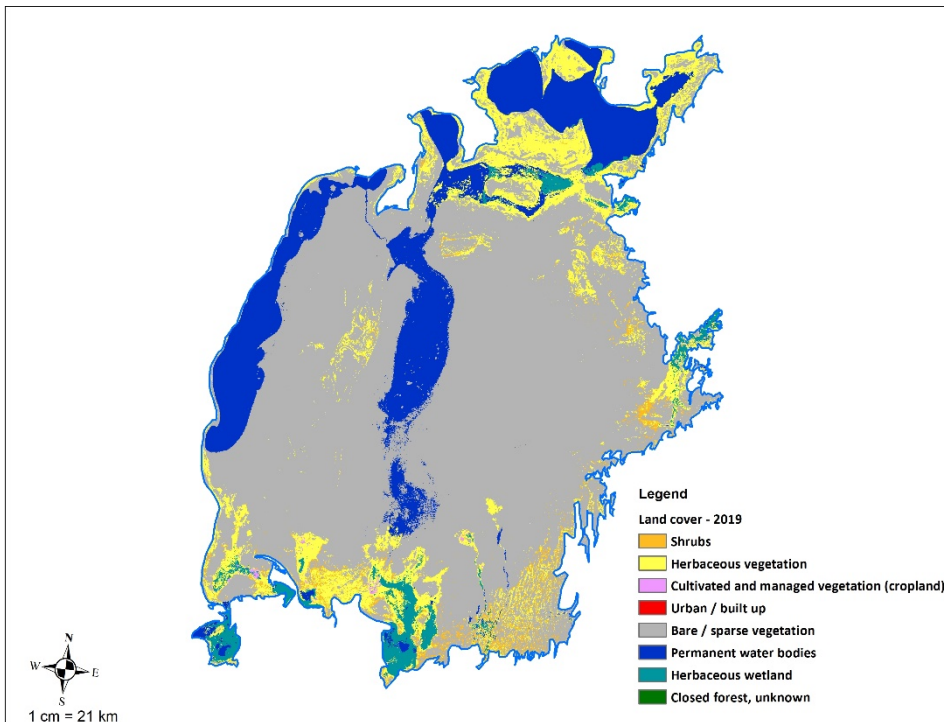 Legend
Land cover - 2019
Shrubs
Herbaceous vegetation
Cultivated and managed vegetation (cropland)
Urban / built up
Bare / sparse vegetation
Permanent water bodies
Herbaceous wetland
Closed forest, unknown
N
W E
S
1 cm = 21 km